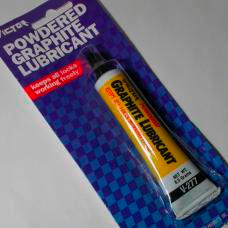 VICTOR
POWDERED
GRAPHITE
LUBRICANT
keeps all locks
working freely
GRAPHITE LUBRICANT
NET WT.
V-277